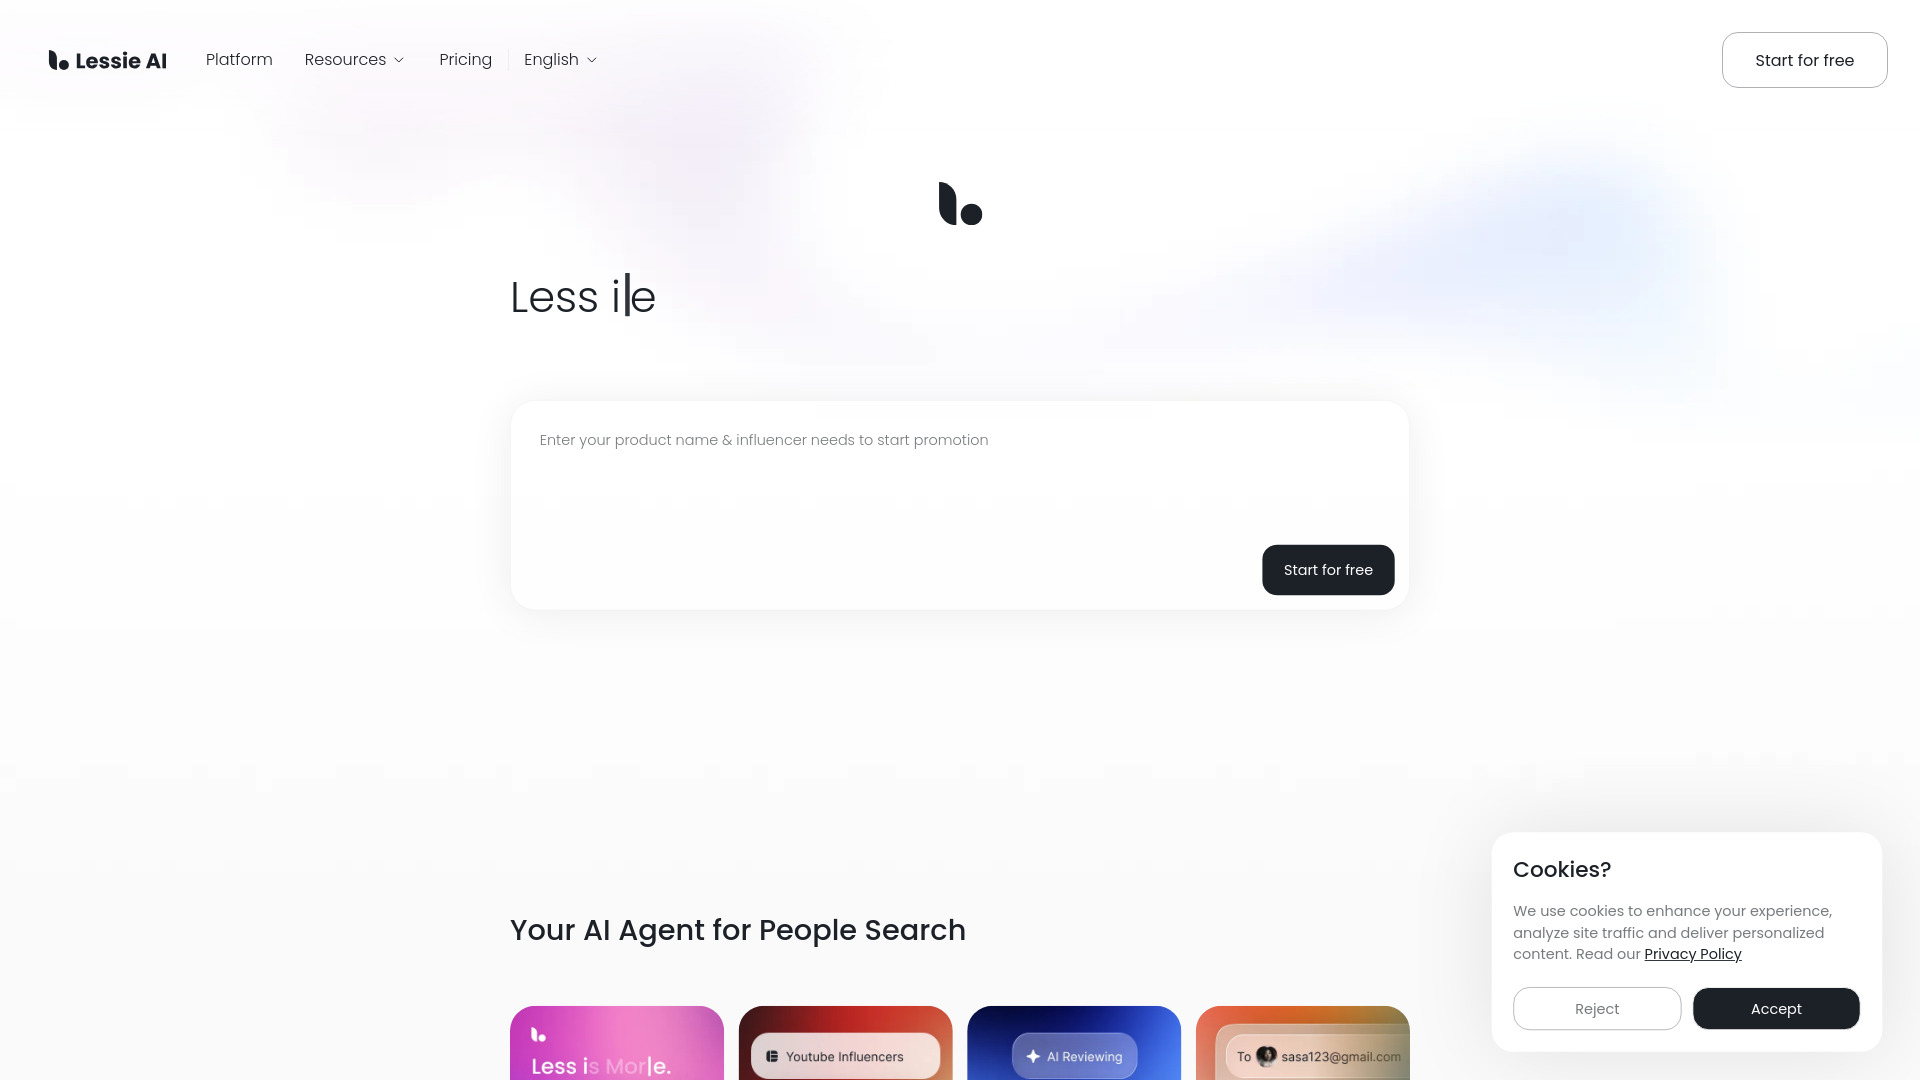 Lessie AI
Platform
Resources
Pricing
English
Start for free
Less i|e
Enter your product name & influencer needs to start promotion
Start for free
Your AI Agent for People Search
Less is Mor|e.
Youtube Influencers
AI Reviewing
To sasa123@gmail.com
Cookies?
We use cookies to enhance your experience,
analyze site traffic and deliver personalized
content. Read our Privacy Policy
Reject
Accept